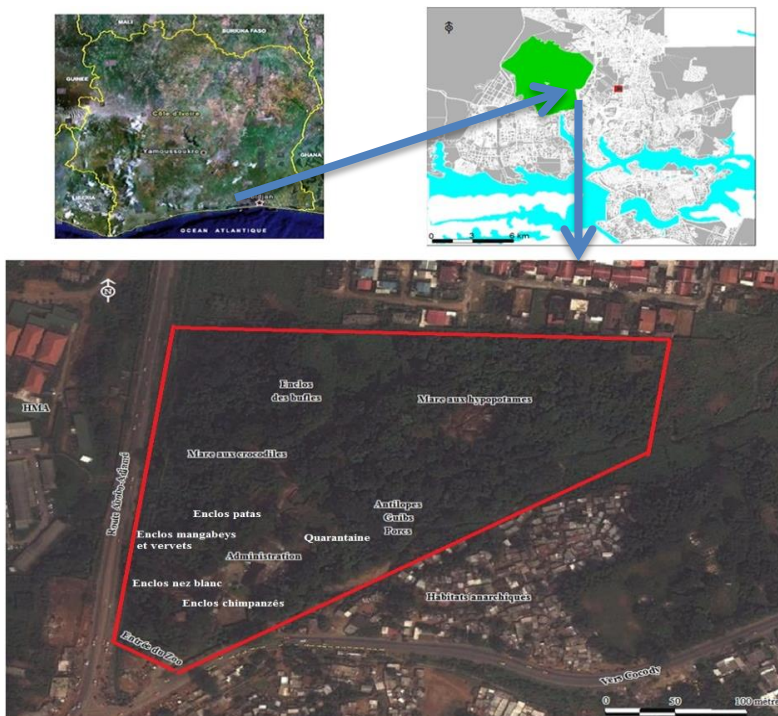 MALI
BURKINA FASO
GUINEE
Côte d'Ivoire
Yamoussoukro
GHANA
LIBERIA
OCEAN ATLANTIQUE
N
0 3 6 km
N
HMA
Route Abobo-Adjamé
Enclos
des bufles
Mare aux hypopotames
Mare aux crocodiles
Enclos patas
Antilopes
Guibs
Porcs
Enclos mangabeys
et vervets
Quarantaine
Administration
Enclos nez blanc
Enclos chimpanzés
Habitats anarchiques
Entrée du Zoo
Vers Cocody
0 50 100 mètres